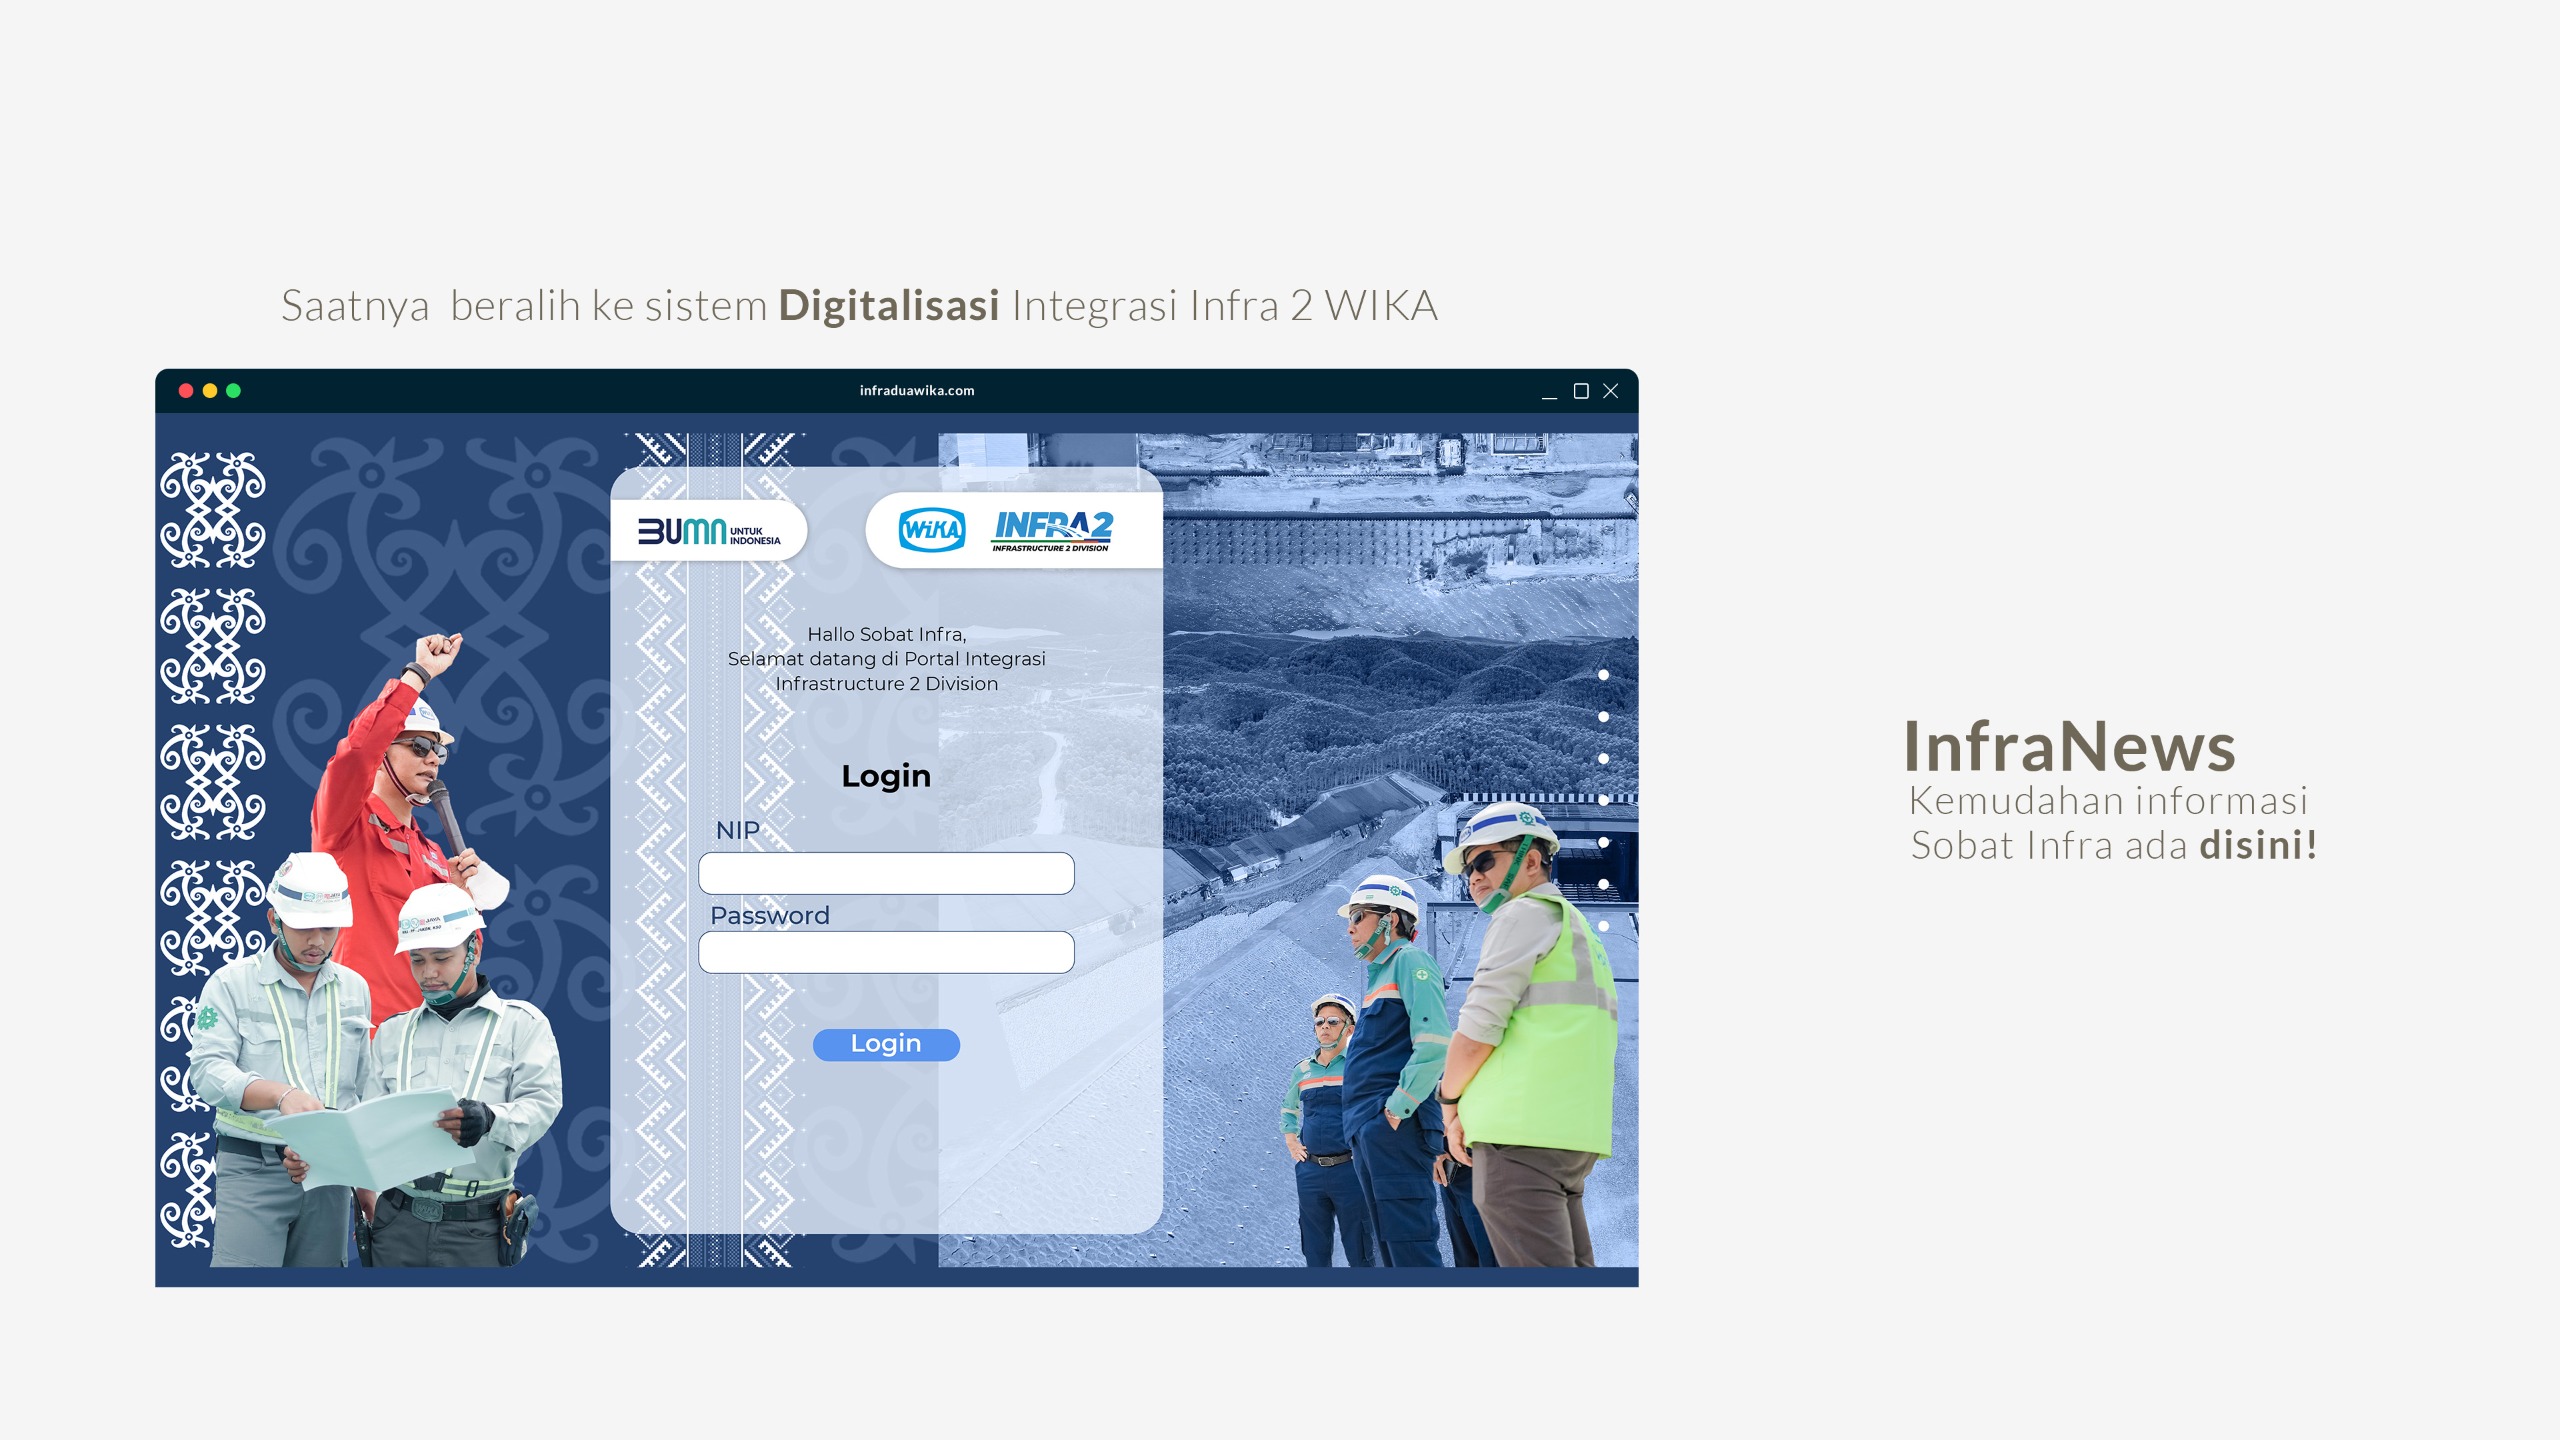 Saatnya beralih ke sistem Digitalisasi Integrasi Infra 2 WIKA
infraduawika.com
BUMN UNTUK INDONESIA
WIKA
INFRA 2
INFRASTRUCTURE 2 DIVISION
Hallo Sobat Infra,
Selamat datang di Portal Integrasi
Infrastructure 2 Division
Login
NIP
Password
Login
InfraNews
Kemudahan informasi
Sobat Infra ada disini!